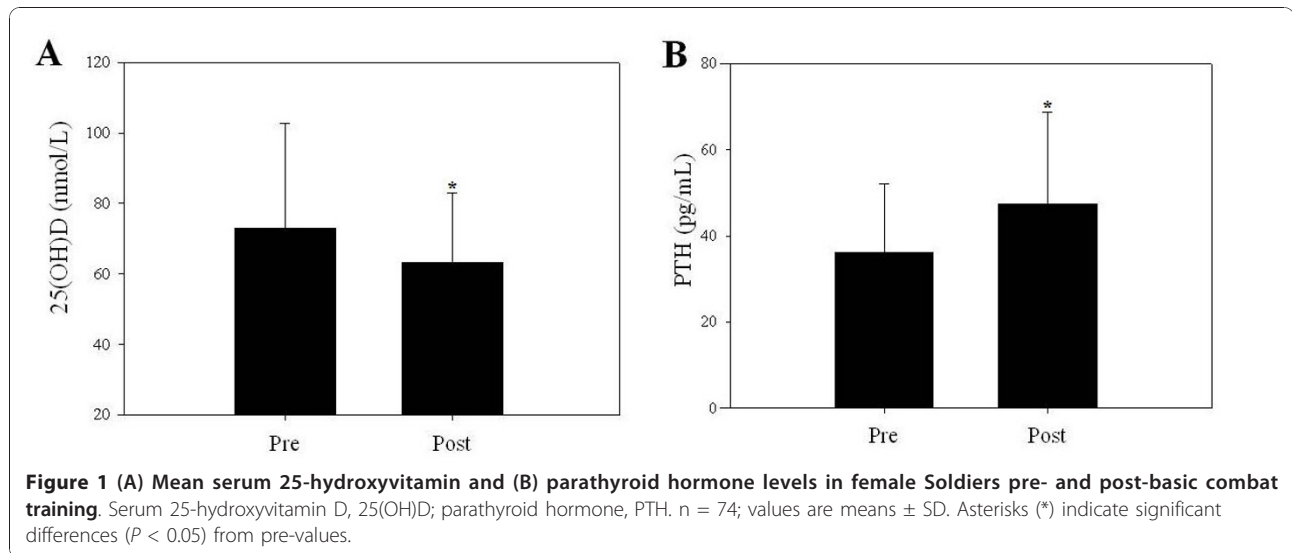 A
120
100
80
60
40
20
25(OH)D (nmol/L)
*
Pre Post
B
80
60
40
20
0
PTH (pg/mL)
*
Pre Post
Figure 1 (A) Mean serum 25-hydroxyvitamin and (B) parathyroid hormone levels in female Soldiers pre- and post-basic combat
training. Serum 25-hydroxyvitamin D, 25(OH)D; parathyroid hormone, PTH. n = 74; values are means ± SD. Asterisks (*) indicate significant
differences (P < 0.05) from pre-values.